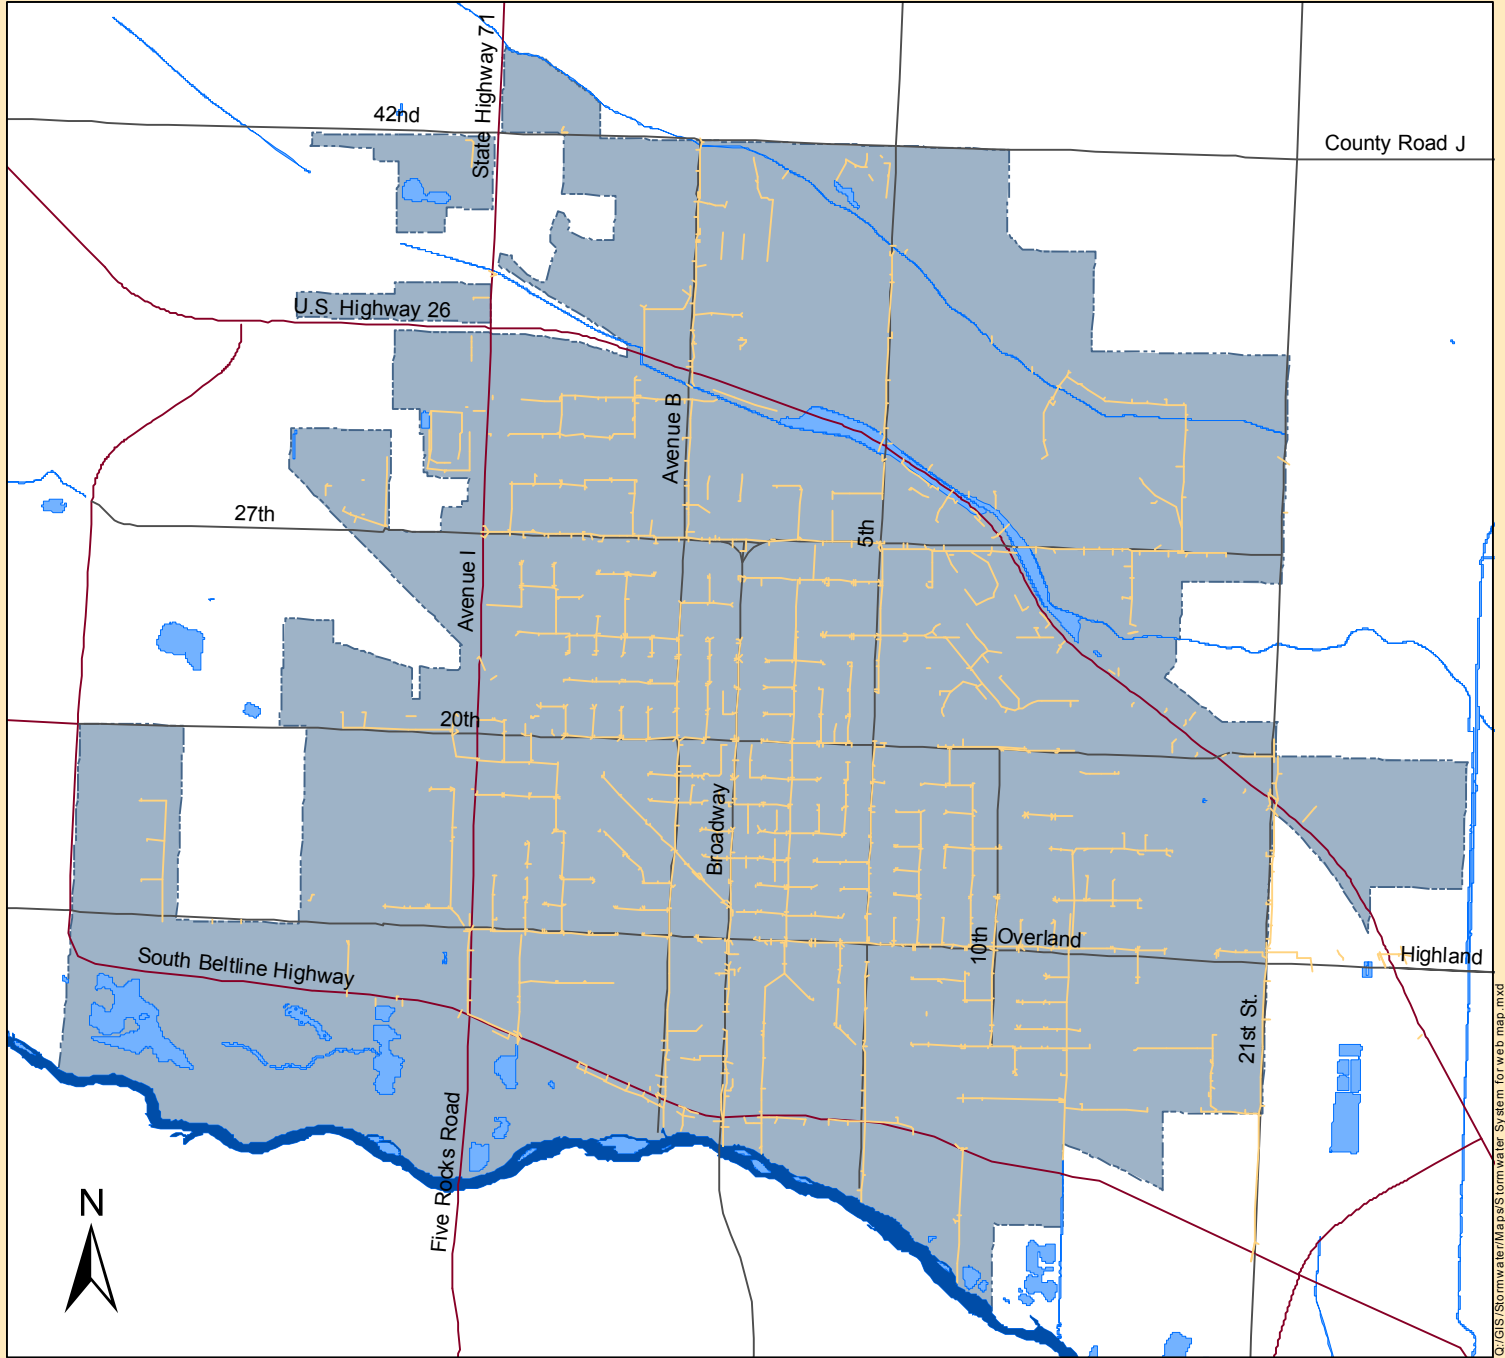 State Highway 71
42nd
County Road J
U.S. Highway 26
Avenue B
27th
5th
Avenue I
20th
Broadway
10th
Overland
Highland
South Beltline Highway
21st St.
Five Rocks Road
N
Q:/GIS/Stormwater/Maps/Stormwater System for web map.mxd